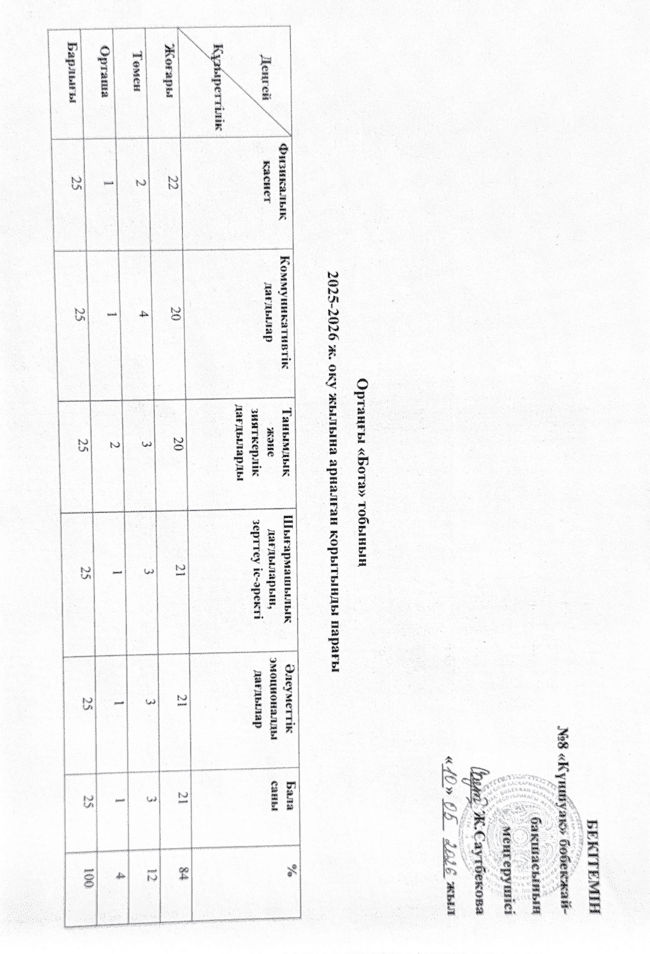 БЕКІТЕМІН
№8 «Күншуақ» бөбекжай-
бақшасының
меңгерушісі
Ж.Саутбекова
«10» 05 2026 жыл
Ортаңғы «Бота» тобының
2025-2026 ж. оқу жылына арналған қорытынды парағы
Деңгей
Құзыреттілік
Физикалық
қасиет
Коммуникативтік
дағдылар
Танымдық
және
зияткерлік
дағдыларды
Шығармашылық
дағдыларын,
зерттеу іс-әректі
Әлеуметтік
эмоционалды
дағдылар
Бала
саны
%
Жоғары 22 20 20 21 21 21 84
Төмен 2 4 3 3 3 3 12
Орташа 1 1 2 1 1 1 4
Барлығы 25 25 25 25 25 25 100